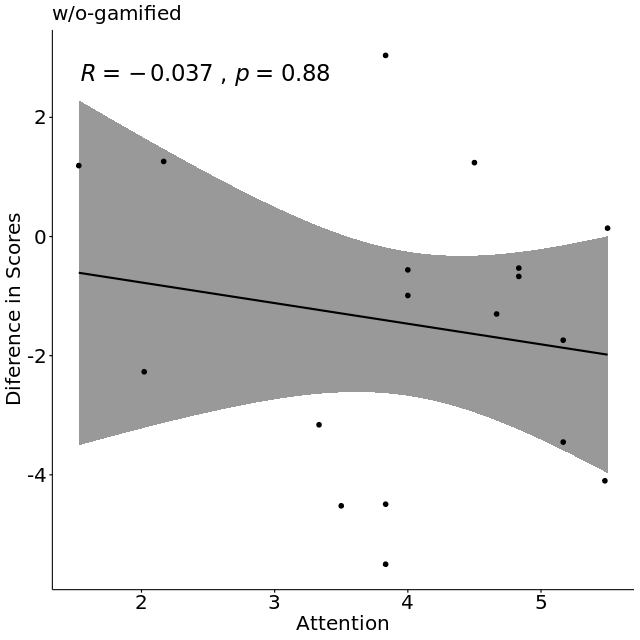 w/o-gamified
R = −0.037 , p = 0.88
2
0
-2
-4
Diference in Scores
2 3 4 5
Attention